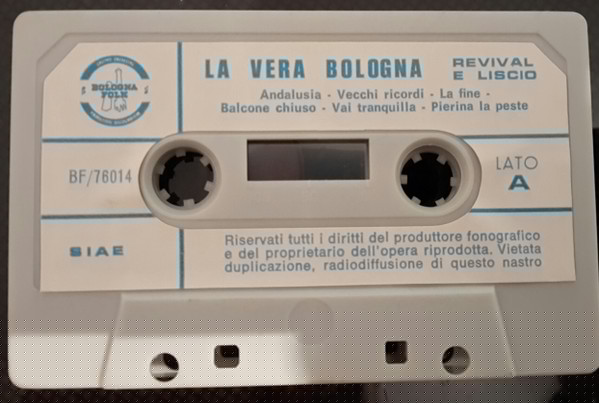 BOLOGNA
FOLK
LA VERA BOLOGNA
REVIVAL
E LISCIO
Andalusia - Vecchi ricordi - La fine -
Balcone chiuso - Vai tranquilla - Pierina la peste
BF/76014
LATO
A
SIAE
Riservati tutti i diritti del produttore fonografico
e del proprietario dell'opera riprodotta. Vietata
duplicazione, radiodiffusione di questo nastro